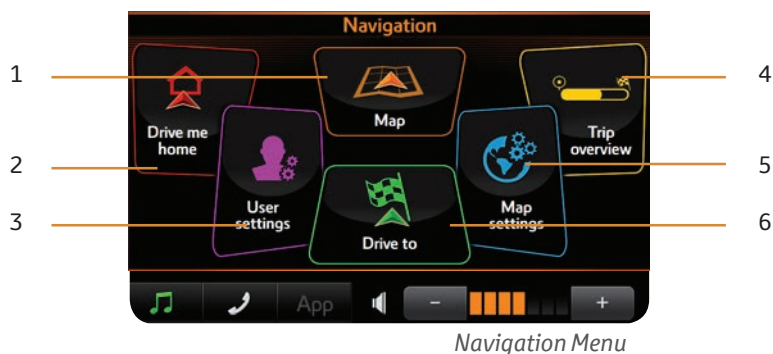 Navigation
1
4
Map
Drive me
home
Trip
overview
2
5
User
settings
Map
settings
3
6
Drive to
App
-
+
Navigation Menu